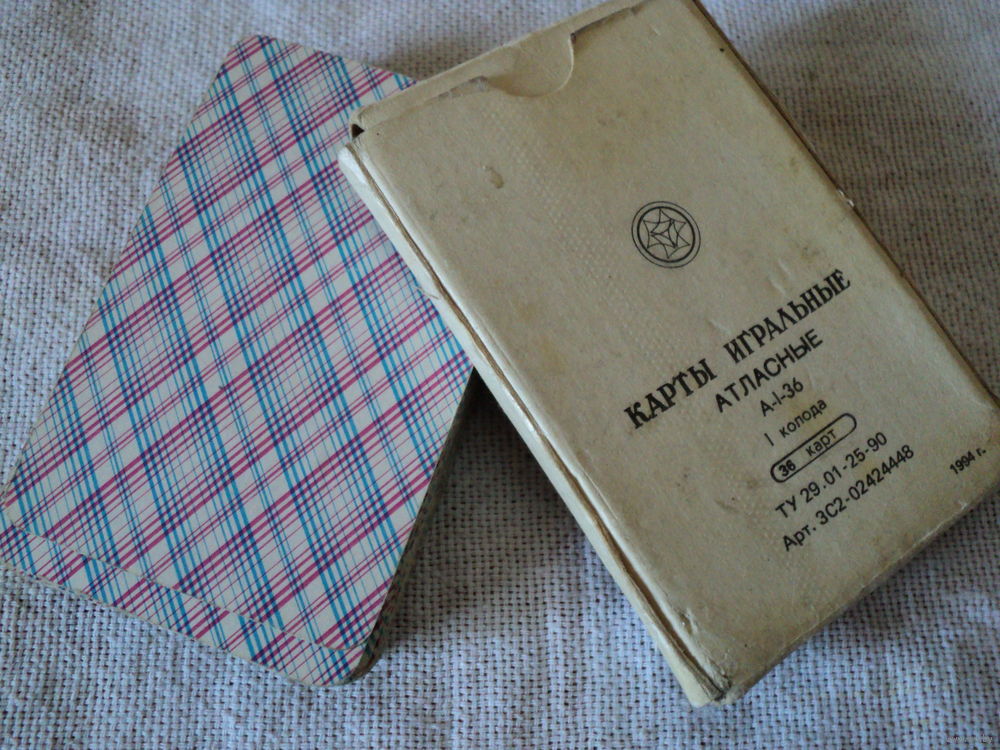 КАРТЫ ИГРАЛЬНЫЕ
АТЛАСНЫЕ
А-I-36
I колода
36 карт
ТУ 29.01-25-90
Арт. 3С2-02424448
1994 г.